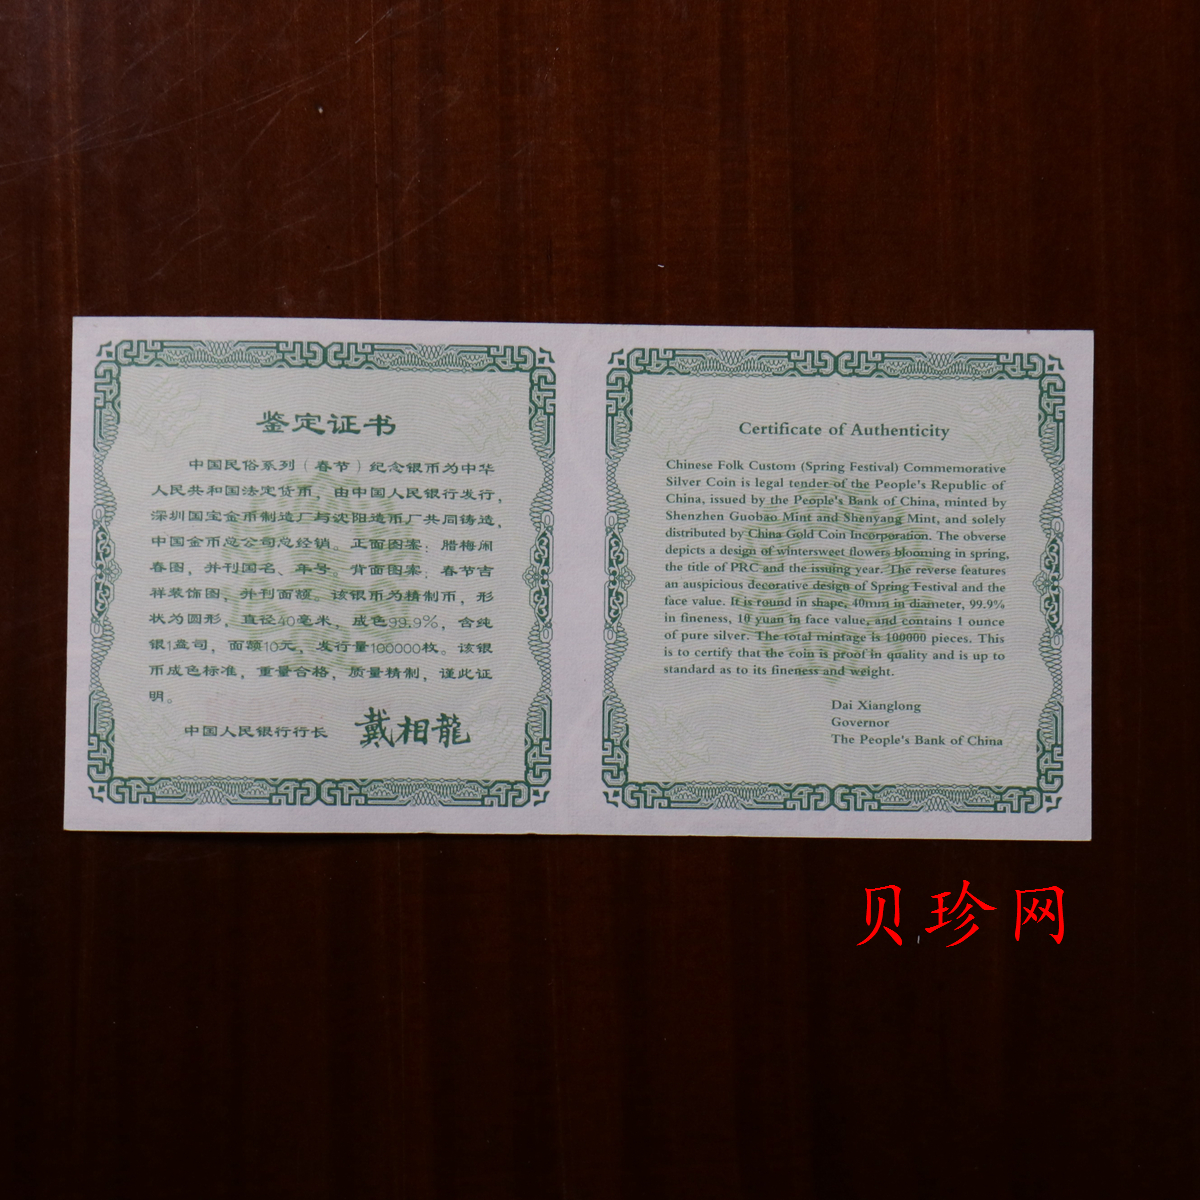 鉴定证书
中国民俗系列（春节）纪念银币为中华
人民共和国法定货币，由中国人民银行发行，
深圳国宝金币制造厂与沈阳造币厂共同铸造，
中国金币总公司总经销。正面图案：腊梅闹
春图，并刊国名、年号。背面图案：春节吉
祥装饰图，并刊面额。该银币为精制币，形
状为圆形，直径40毫米，成色99.9%，含纯
银1盎司，面额10元，发行量100000枚。该银
币成色标准，重量合格，质量精制，谨此证
明。
中国人民银行行长 戴相龍
Certificate of Authenticity
Chinese Folk Custom (Spring Festival) Commemorative
Silver Coin is legal tender of the People's Republic of
China, issued by the People's Bank of China, minted by
Shenzhen Guobao Mint and Shenyang Mint, and solely
distributed by China Gold Coin Incorporation. The obverse
depicts a design of wintersweet flowers blooming in spring,
the title of PRC and the issuing year. The reverse features
an auspicious decorative design of Spring Festival and the
face value. It is round in shape, 40mm in diameter, 99.9%
in fineness, 10 yuan in face value, and contains 1 ounce
of pure silver. The total mintage is 100000 pieces. This
is to certify that the coin is proof in quality and is up to
standard as to its fineness and weight.
Dai Xianglong
Governor
The People's Bank of China
贝珍网